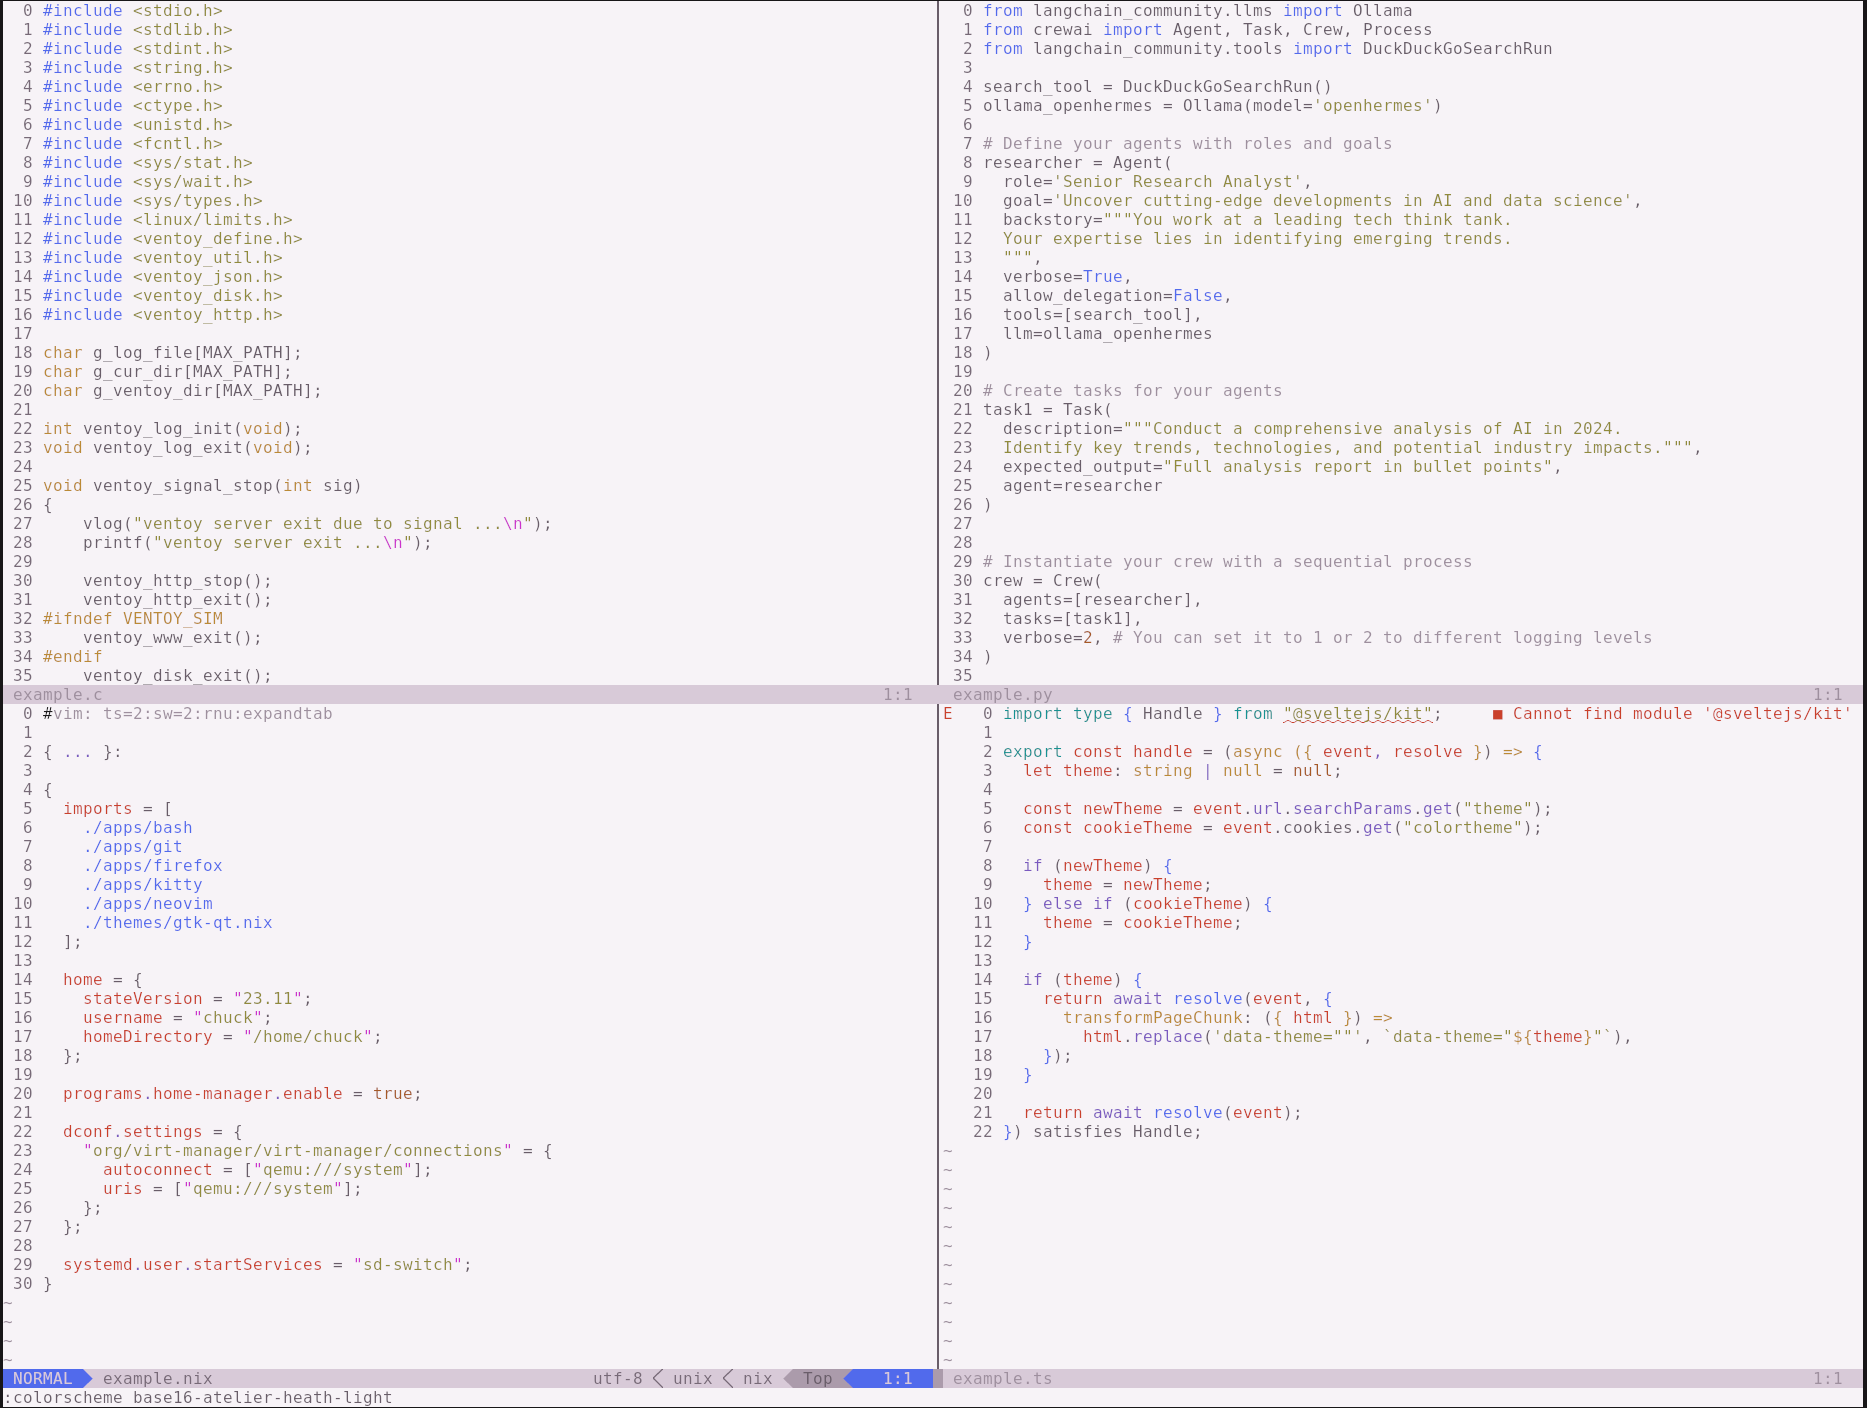 0 #include <stdio.h>
1 #include <stdlib.h>
2 #include <stdint.h>
3 #include <string.h>
4 #include <errno.h>
5 #include <ctype.h>
6 #include <unistd.h>
7 #include <fcntl.h>
8 #include <sys/stat.h>
9 #include <sys/wait.h>
10 #include <sys/types.h>
11 #include <linux/limits.h>
12 #include <ventoy_define.h>
13 #include <ventoy_util.h>
14 #include <ventoy_json.h>
15 #include <ventoy_disk.h>
16 #include <ventoy_http.h>
17
18 char g_log_file[MAX_PATH];
19 char g_cur_dir[MAX_PATH];
20 char g_ventoy_dir[MAX_PATH];
21
22 int ventoy_log_init(void);
23 void ventoy_log_exit(void);
24
25 void ventoy_signal_stop(int sig)
26 {
27     vlog("ventoy server exit due to signal ...\n");
28     printf("ventoy server exit ...\n");
29
30     ventoy_http_stop();
31     ventoy_http_exit();
32 #ifndef VENTOY_SIM
33     ventoy_www_exit();
34 #endif
35     ventoy_disk_exit();
example.c 1:1
0 from langchain_community.llms import Ollama
1 from crewai import Agent, Task, Crew, Process
2 from langchain_community.tools import DuckDuckGoSearchRun
3
4 search_tool = DuckDuckGoSearchRun()
5 ollama_openhermes = Ollama(model='openhermes')
6
7 # Define your agents with roles and goals
8 researcher = Agent(
9   role='Senior Research Analyst',
10   goal='Uncover cutting-edge developments in AI and data science',
11   backstory="""You work at a leading tech think tank.
12   Your expertise lies in identifying emerging trends.
13   """,
14   verbose=True,
15   allow_delegation=False,
16   tools=[search_tool],
17   llm=ollama_openhermes
18 )
19
20 # Create tasks for your agents
21 task1 = Task(
22   description="""Conduct a comprehensive analysis of AI in 2024.
23   Identify key trends, technologies, and potential industry impacts.""",
24   expected_output="Full analysis report in bullet points",
25   agent=researcher
26 )
27
28
29 # Instantiate your crew with a sequential process
30 crew = Crew(
31   agents=[researcher],
32   tasks=[task1],
33   verbose=2, # You can set it to 1 or 2 to different logging levels
34 )
35
example.py 1:1
0 #vim: ts=2:sw=2:rnu:expandtab
1
2 { ... }:
3
4 {
5   imports = [
6     ./apps/bash
7     ./apps/git
8     ./apps/firefox
9     ./apps/kitty
10     ./apps/neovim
11     ./themes/gtk-qt.nix
12   ];
13
14   home = {
15     stateVersion = "23.11";
16     username = "chuck";
17     homeDirectory = "/home/chuck";
18   };
19
20   programs.home-manager.enable = true;
21
22   dconf.settings = {
23     "org/virt-manager/virt-manager/connections" = {
24       autoconnect = ["qemu:///system"];
25       uris = ["qemu:///system"];
26     };
27   };
28
29   systemd.user.startServices = "sd-switch";
30 }
~
~
~
~
NORMAL example.nix utf-8 unix nix Top 1:1
E 0 import type { Handle } from "@sveltejs/kit"; ■ Cannot find module '@sveltejs/kit'
1
2 export const handle = (async ({ event, resolve }) => {
3   let theme: string | null = null;
4
5   const newTheme = event.url.searchParams.get("theme");
6   const cookieTheme = event.cookies.get("colortheme");
7
8   if (newTheme) {
9     theme = newTheme;
10   } else if (cookieTheme) {
11     theme = cookieTheme;
12   }
13
14   if (theme) {
15     return await resolve(event, {
16       transformPageChunk: ({ html }) =>
17         html.replace('data-theme=""', `data-theme="${theme}"`),
18     });
19   }
20
21   return await resolve(event);
22 }) satisfies Handle;
~
~
~
~
~
~
~
~
~
~
~
~
example.ts 1:1
:colorscheme base16-atelier-heath-light